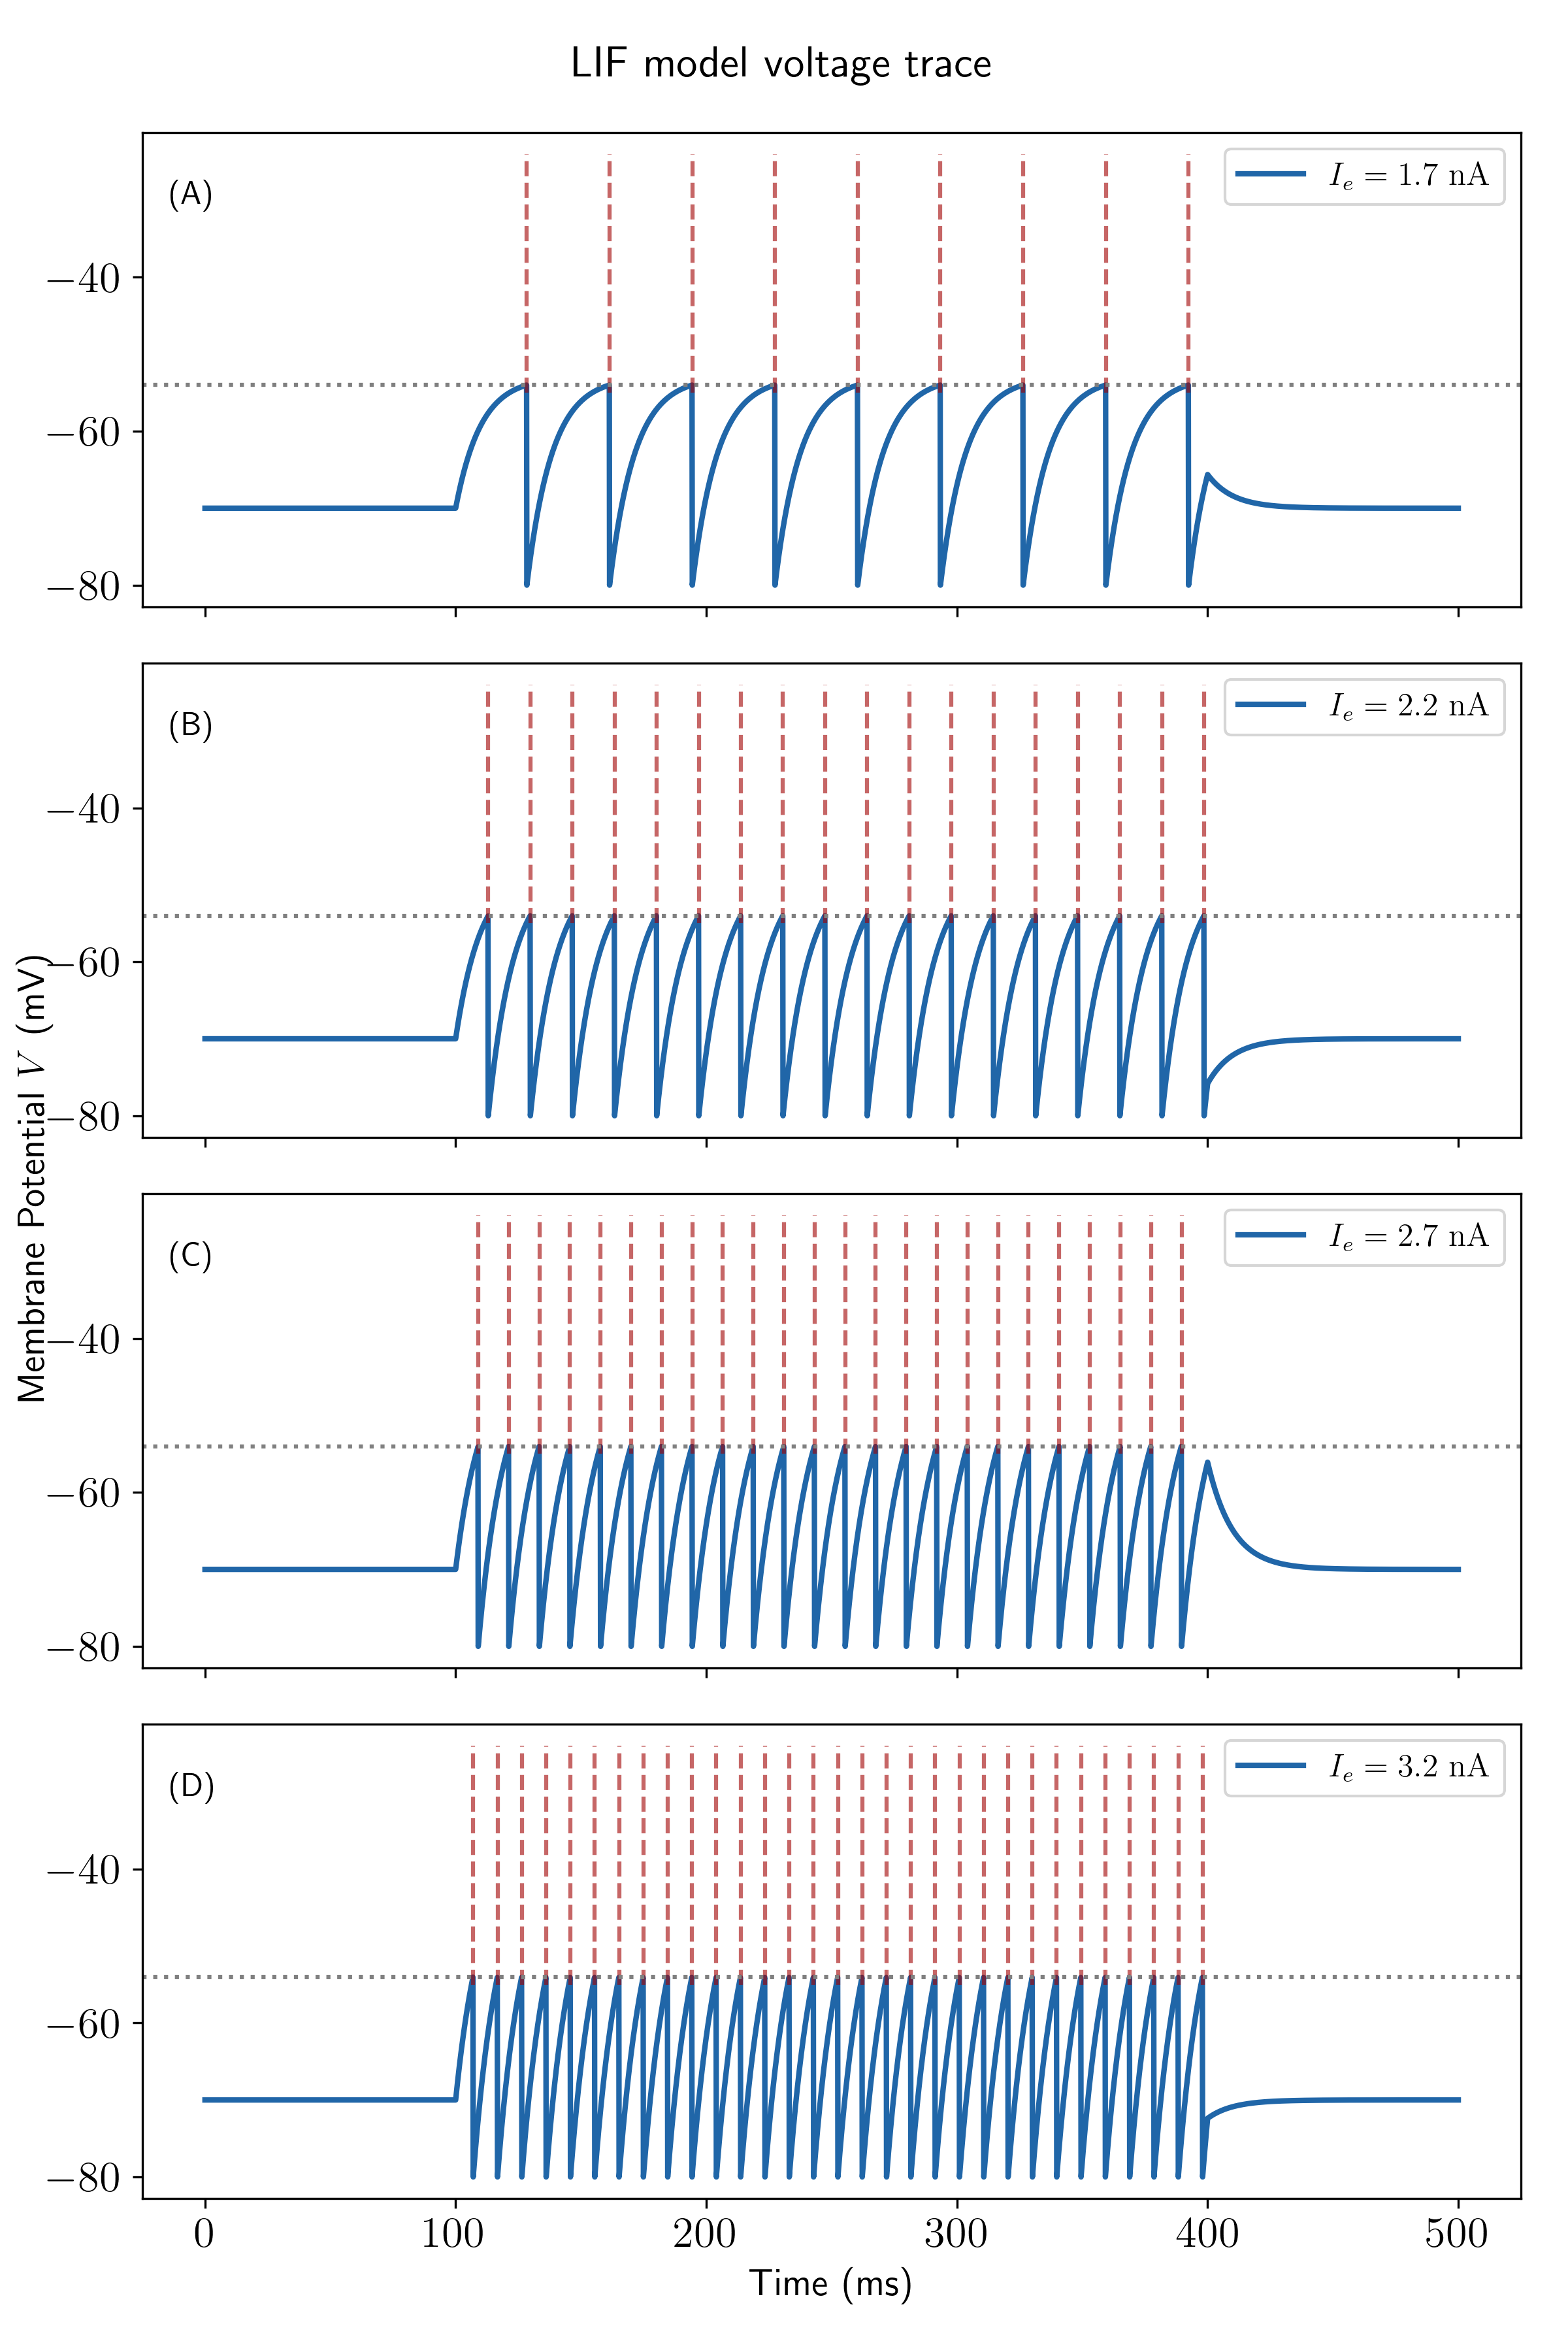 LIF model voltage trace
(A)
I_e = 1.7 nA
−40
−60
−80
(B)
I_e = 2.2 nA
−40
−60
−80
Membrane Potential V (mV)
(C)
I_e = 2.7 nA
−40
−60
−80
(D)
I_e = 3.2 nA
−40
−60
−80
0 100 200 300 400 500
Time (ms)